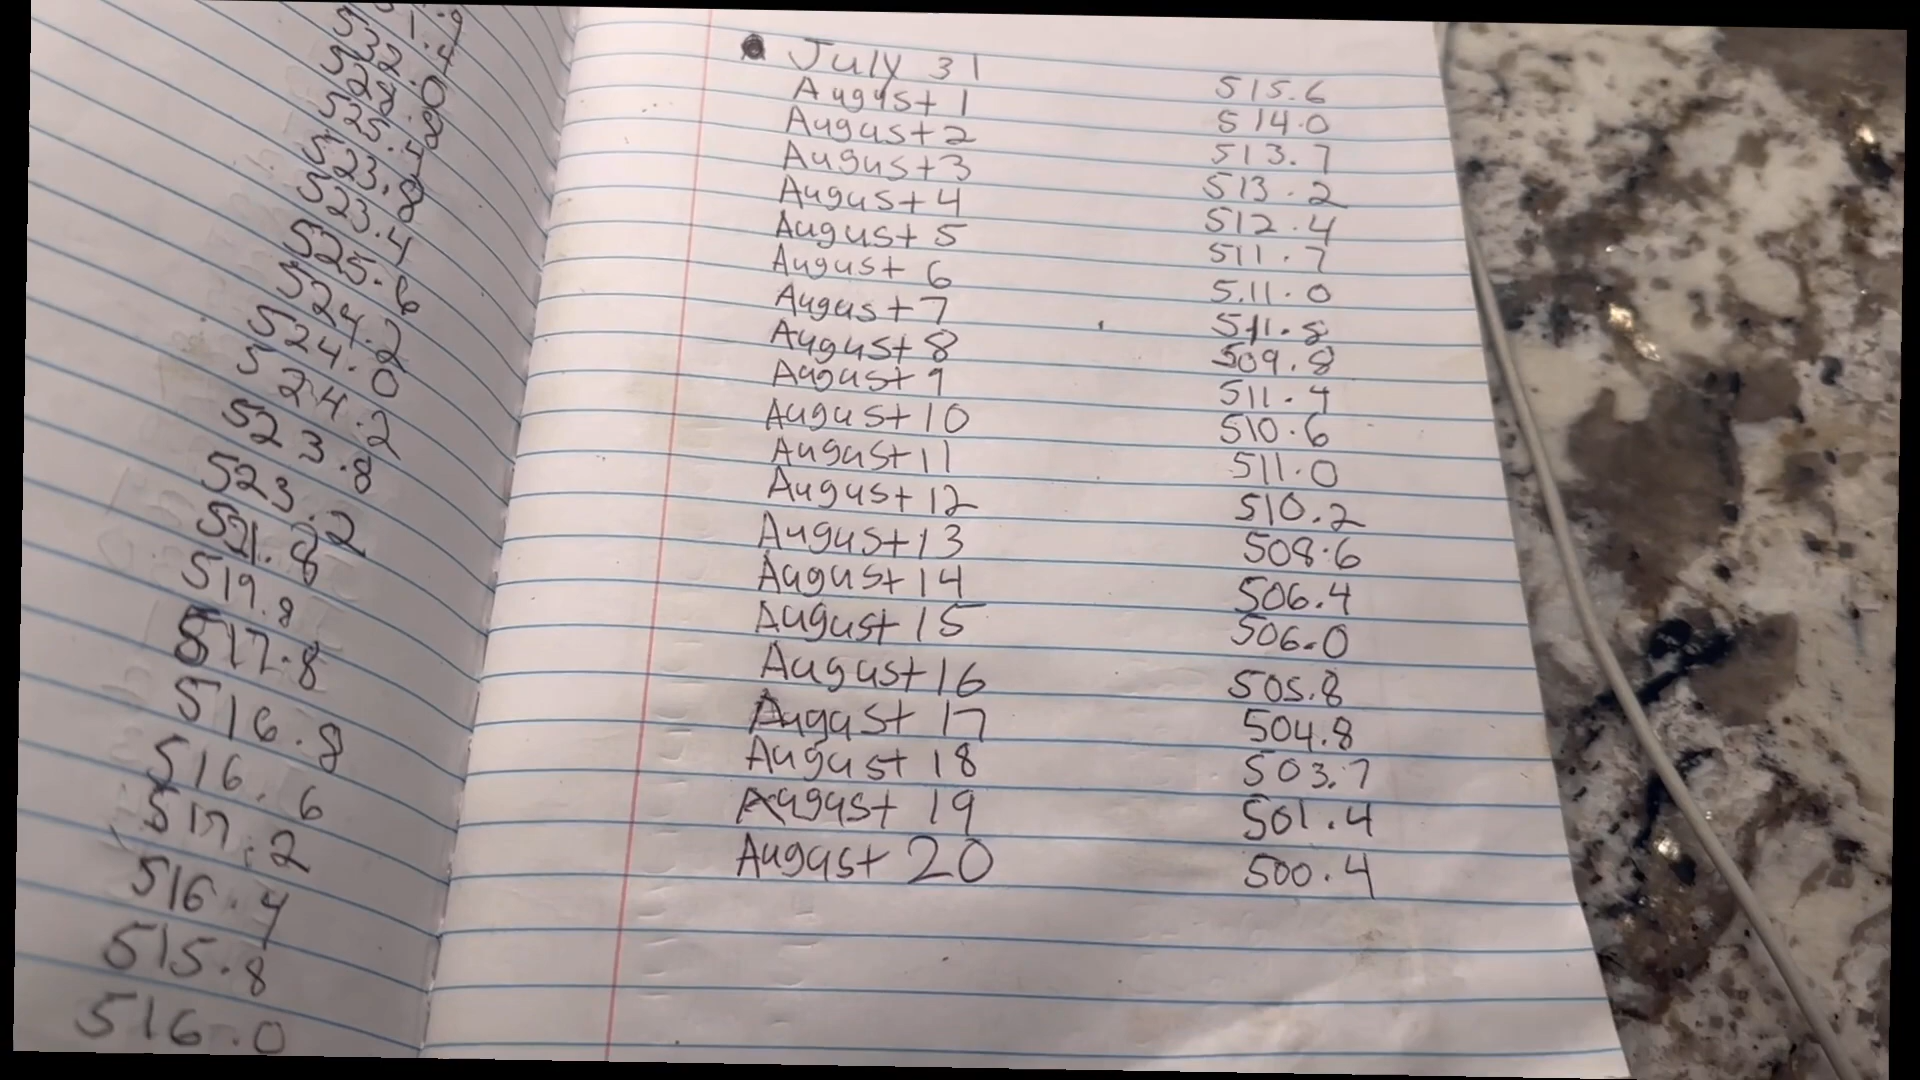 532.4
522.0
523.8
523.4
525.6
524.2
524.0
524.2
523.8
523.2
521.8
519.8
517.8
516.8
516.6
517.2
516.4
515.8
516.0
July 31 515.6
August 1 514.0
August 2 513.7
August 3 513.2
August 4 512.4
August 5 511.7
August 6 511.0
August 7 511.8
August 8 509.8
August 9 511.4
August 10 510.6
August 11 511.0
August 12 510.2
August 13 508.6
August 14 506.4
August 15 506.0
August 16 505.8
August 17 504.8
August 18 503.7
August 19 501.4
August 20 500.4